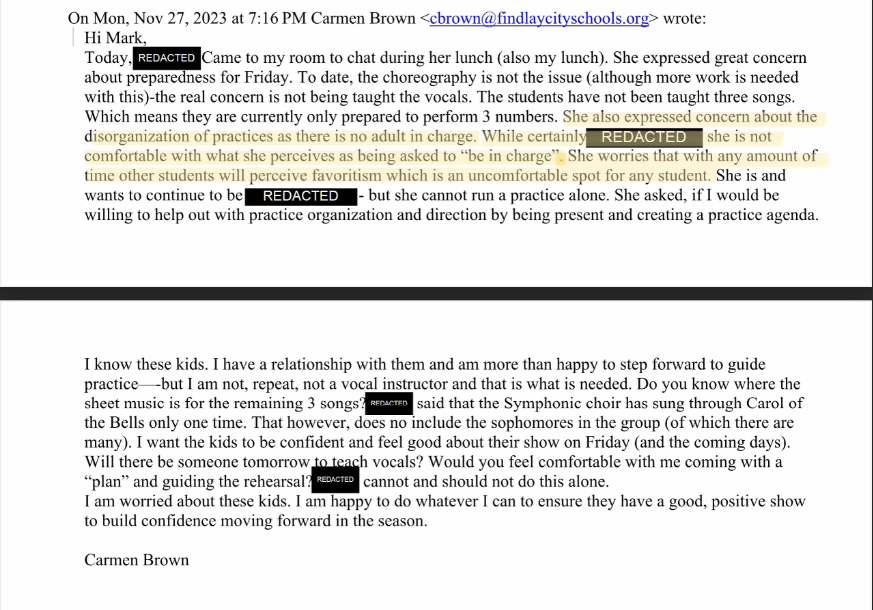 On Mon, Nov 27, 2023 at 7:16 PM Carmen Brown <cbrown@findlaycityschools.org> wrote:
Hi Mark,
Today, REDACTED Came to my room to chat during her lunch (also my lunch). She expressed great concern
about preparedness for Friday. To date, the choreography is not the issue (although more work is needed
with this)-the real concern is not being taught the vocals. The students have not been taught three songs.
Which means they are currently only prepared to perform 3 numbers. She also expressed concern about the
disorganization of practices as there is no adult in charge. While certainly REDACTED she is not
comfortable with what she perceives as being asked to “be in charge”. She worries that with any amount of
time other students will perceive favoritism which is an uncomfortable spot for any student. She is and
wants to continue to be REDACTED - but she cannot run a practice alone. She asked, if I would be
willing to help out with practice organization and direction by being present and creating a practice agenda.
I know these kids. I have a relationship with them and am more than happy to step forward to guide
practice—-but I am not, repeat, not a vocal instructor and that is what is needed. Do you know where the
sheet music is for the remaining 3 songs? REDACTED said that the Symphonic choir has sung through Carol of
the Bells only one time. That however, does no include the sophomores in the group (of which there are
many). I want the kids to be confident and feel good about their show on Friday (and the coming days).
Will there be someone tomorrow to teach vocals? Would you feel comfortable with me coming with a
“plan” and guiding the rehearsal? REDACTED cannot and should not do this alone.
I am worried about these kids. I am happy to do whatever I can to ensure they have a good, positive show
to build confidence moving forward in the season.
Carmen Brown